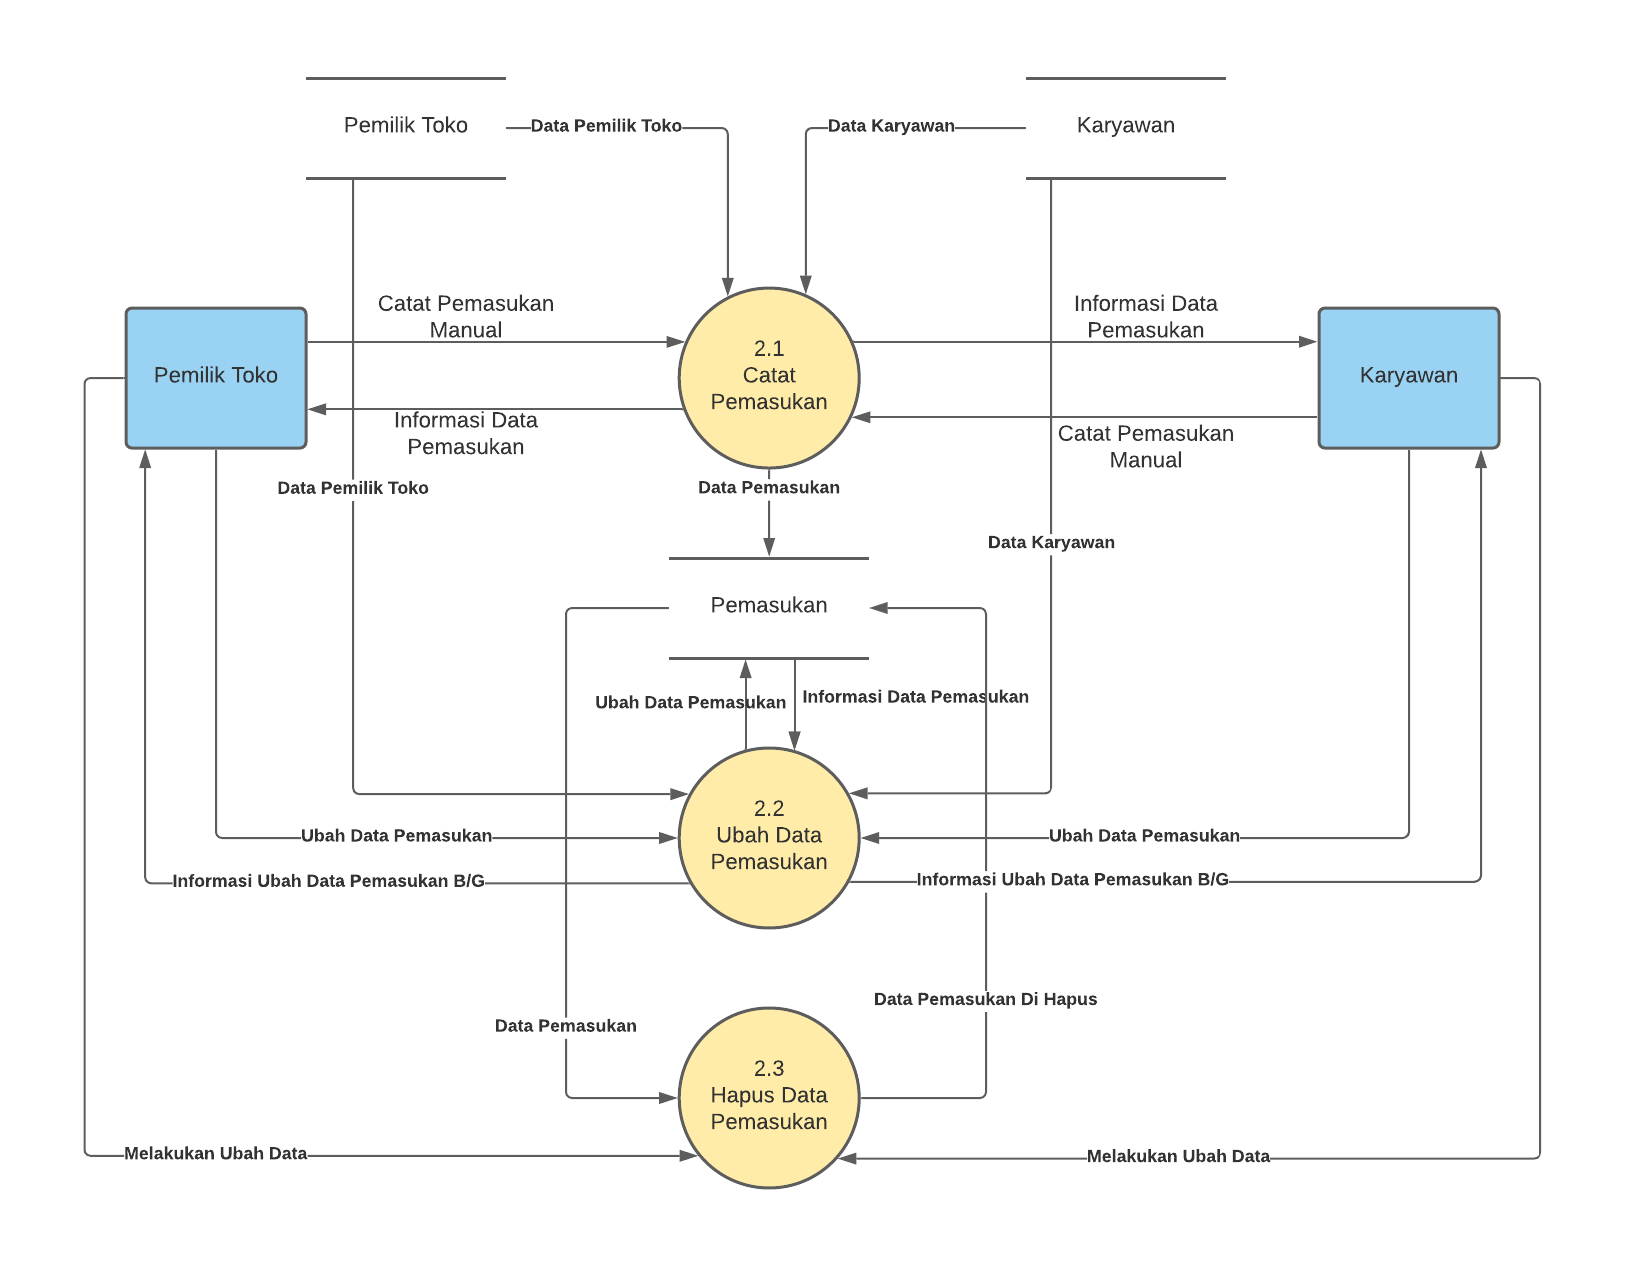 Pemilik Toko
Data Pemilik Toko
Data Karyawan
Karyawan
Catat Pemasukan
Manual
Informasi Data
Pemasukan
Pemilik Toko
2.1
Catat
Pemasukan
Karyawan
Informasi Data
Pemasukan
Catat Pemasukan
Manual
Data Pemilik Toko
Data Pemasukan
Data Karyawan
Pemasukan
Ubah Data Pemasukan
Informasi Data Pemasukan
2.2
Ubah Data
Pemasukan
Ubah Data Pemasukan
Ubah Data Pemasukan
Informasi Ubah Data Pemasukan B/G
Informasi Ubah Data Pemasukan B/G
Data Pemasukan
Data Pemasukan Di Hapus
2.3
Hapus Data
Pemasukan
Melakukan Ubah Data
Melakukan Ubah Data